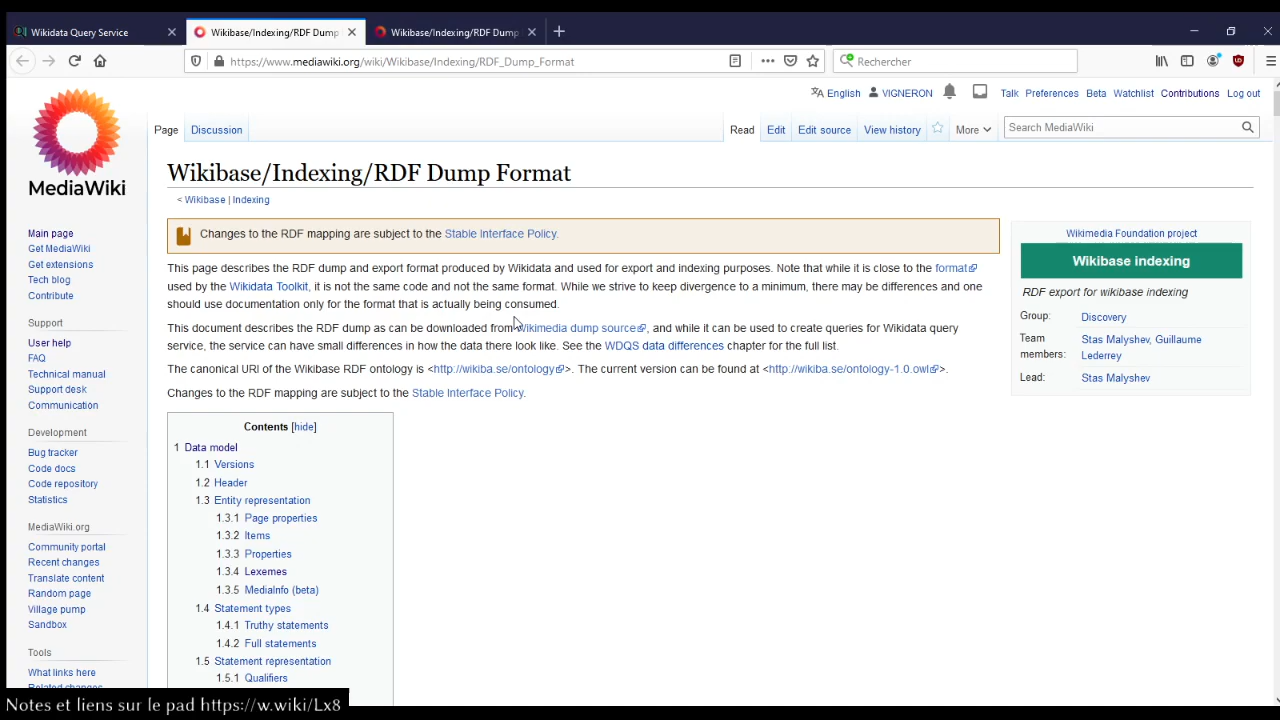 Wikidata Query Service
Wikibase/Indexing/RDF Dump
Wikibase/Indexing/RDF Dump
https://www.mediawiki.org/wiki/Wikibase/Indexing/RDF_Dump_Format
Rechercher
English VIGNERON Talk Preferences Beta Watchlist Contributions Log out
Page Discussion Read Edit Edit source View history More Search MediaWiki
MediaWiki
Wikibase/Indexing/RDF Dump Format
< Wikibase | Indexing
Changes to the RDF mapping are subject to the Stable Interface Policy.
This page describes the RDF dump and export format produced by Wikidata and used for export and indexing purposes. Note that while it is close to the format
used by the Wikidata Toolkit, it is not the same code and not the same format. While we strive to keep divergence to a minimum, there may be differences and one
should use documentation only for the format that is actually being consumed.
This document describes the RDF dump as can be downloaded from Wikimedia dump source, and while it can be used to create queries for Wikidata query
service, the service can have small differences in how the data there look like. See the WDQS data differences chapter for the full list.
The canonical URI of the Wikibase RDF ontology is <http://wikiba.se/ontology>. The current version can be found at <http://wikiba.se/ontology-1.0.owl>.
Changes to the RDF mapping are subject to the Stable Interface Policy.
Wikimedia Foundation project
Wikibase indexing
RDF export for wikibase indexing
Group: Discovery
Team members: Stas Malyshev, Guillaume
Lederrey
Lead: Stas Malyshev
Contents [hide]
1 Data model
1.1 Versions
1.2 Header
1.3 Entity representation
1.3.1 Page properties
1.3.2 Items
1.3.3 Properties
1.3.4 Lexemes
1.3.5 MediaInfo (beta)
1.4 Statement types
1.4.1 Truthy statements
1.4.2 Full statements
1.5 Statement representation
1.5.1 Qualifiers
Main page
Get MediaWiki
Get extensions
Tech blog
Contribute
Support
User help
FAQ
Technical manual
Support desk
Communication
Development
Bug tracker
Code docs
Code repository
Statistics
MediaWiki.org
Community portal
Recent changes
Translate content
Random page
Village pump
Sandbox
Tools
What links here
Related changes
Notes et liens sur le pad https://w.wiki/Lx8